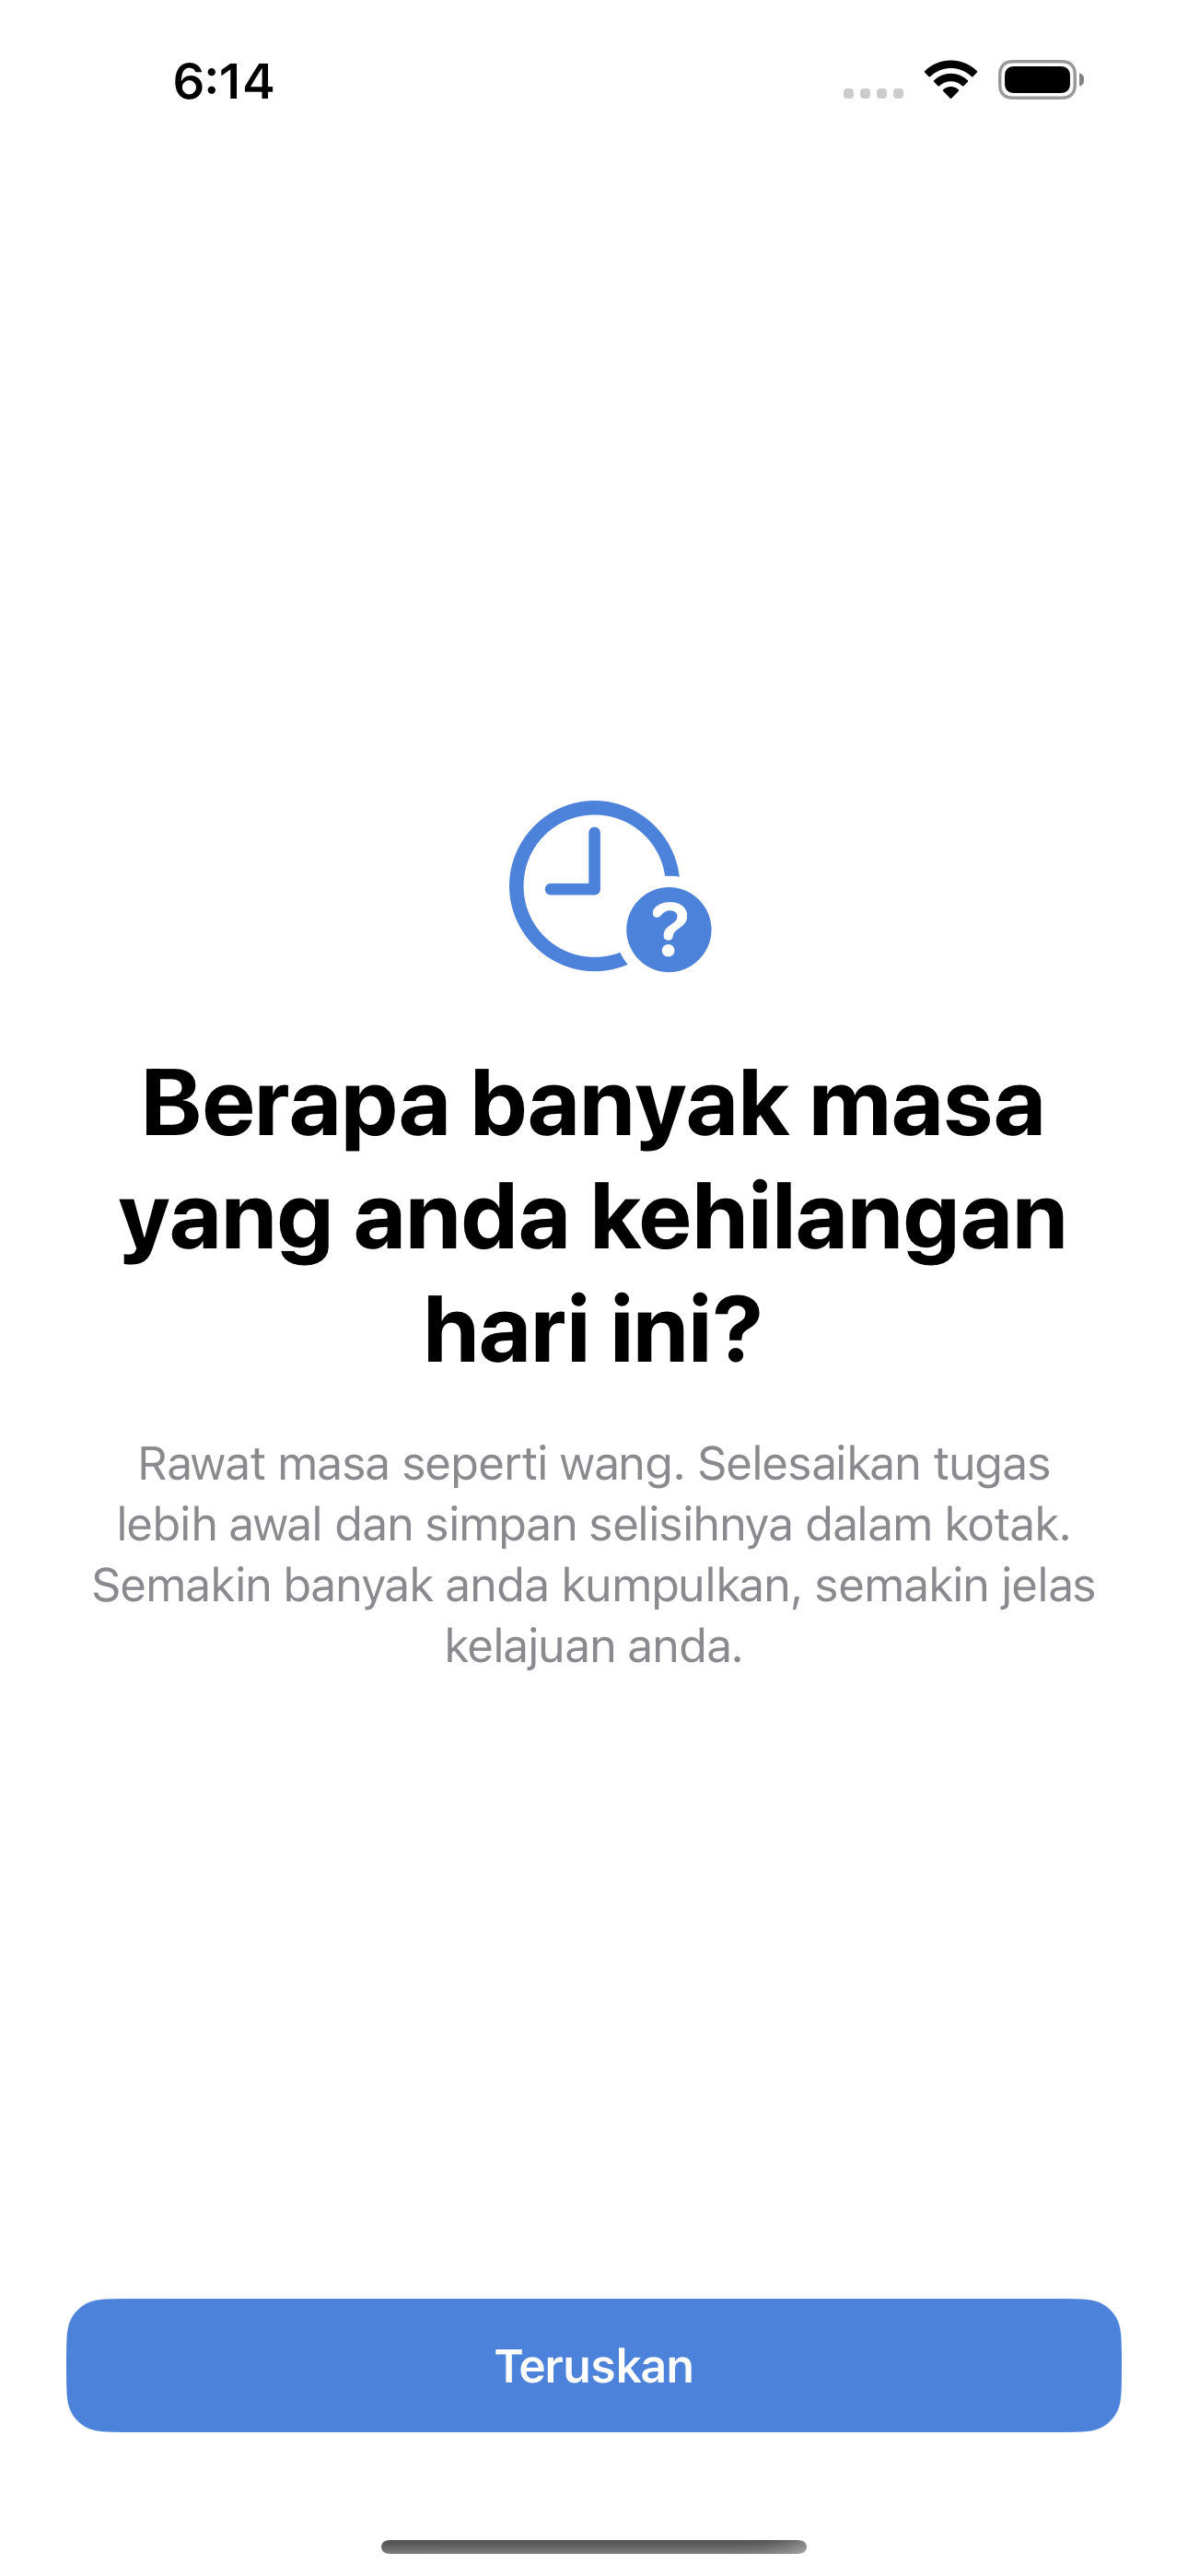 6:14
?
Berapa banyak masa
yang anda kehilangan
hari ini?
Rawat masa seperti wang. Selesaikan tugas
lebih awal dan simpan selisihnya dalam kotak.
Semakin banyak anda kumpulkan, semakin jelas
kelajuan anda.
Teruskan